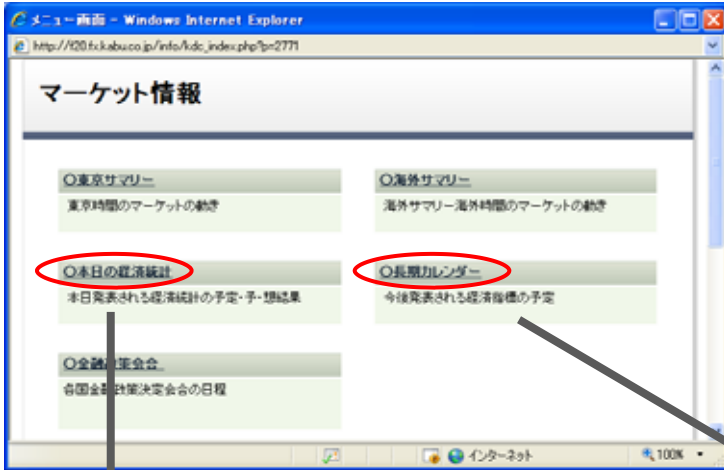 メニュー画面 - Windows Internet Explorer
http://f20.fx.kabu.co.jp/info/kdc_index.php?p=2771
マーケット情報
○東京サマリー
東京時間のマーケットの動き
○海外サマリー
海外サマリー海外時間のマーケットの動き
○本日の経済統計
本日発表される経済統計の予定・予・想結果
○長期カレンダー
今後発表される経済指標の予定
○金融政策会合
各国金融政策決定会合の日程
インターネット
100%